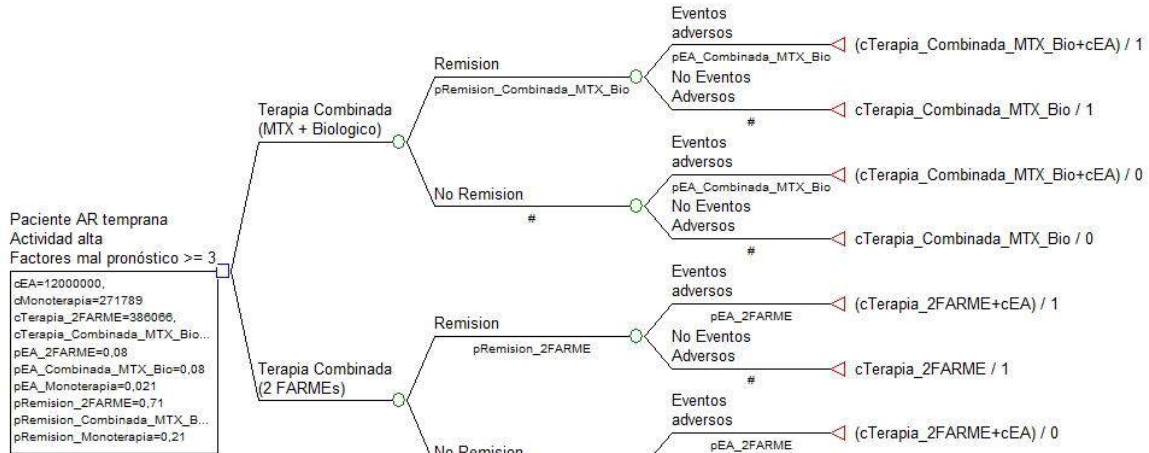 Eventos
adversos
pEA_Combinada_MTX_Bio
(cTerapia_Combinada_MTX_Bio+cEA) / 1
Remision
pRemision_Combinada_MTX_Bio
No Eventos
Adversos
#
cTerapia_Combinada_MTX_Bio / 1
Terapia Combinada
(MTX + Biologico)
Eventos
adversos
pEA_Combinada_MTX_Bio
(cTerapia_Combinada_MTX_Bio+cEA) / 0
No Remision
#
No Eventos
Adversos
#
cTerapia_Combinada_MTX_Bio / 0
Paciente AR temprana
Actividad alta
Factores mal pronóstico >= 3
cEA=12000000,
cMonoterapia=271789
cTerapia_2FARME=386066,
cTerapia_Combinada_MTX_Bio...
pEA_2FARME=0,08
pEA_Combinada_MTX_Bio=0,08
pEA_Monoterapia=0,021
pRemision_2FARME=0,71
pRemision_Combinada_MTX_B...
pRemision_Monoterapia=0,21
Eventos
adversos
pEA_2FARME
(cTerapia_2FARME+cEA) / 1
Remision
pRemision_2FARME
No Eventos
Adversos
#
cTerapia_2FARME / 1
Terapia Combinada
(2 FARMEs)
Eventos
adversos
pEA_2FARME
(cTerapia_2FARME+cEA) / 0
No Remision